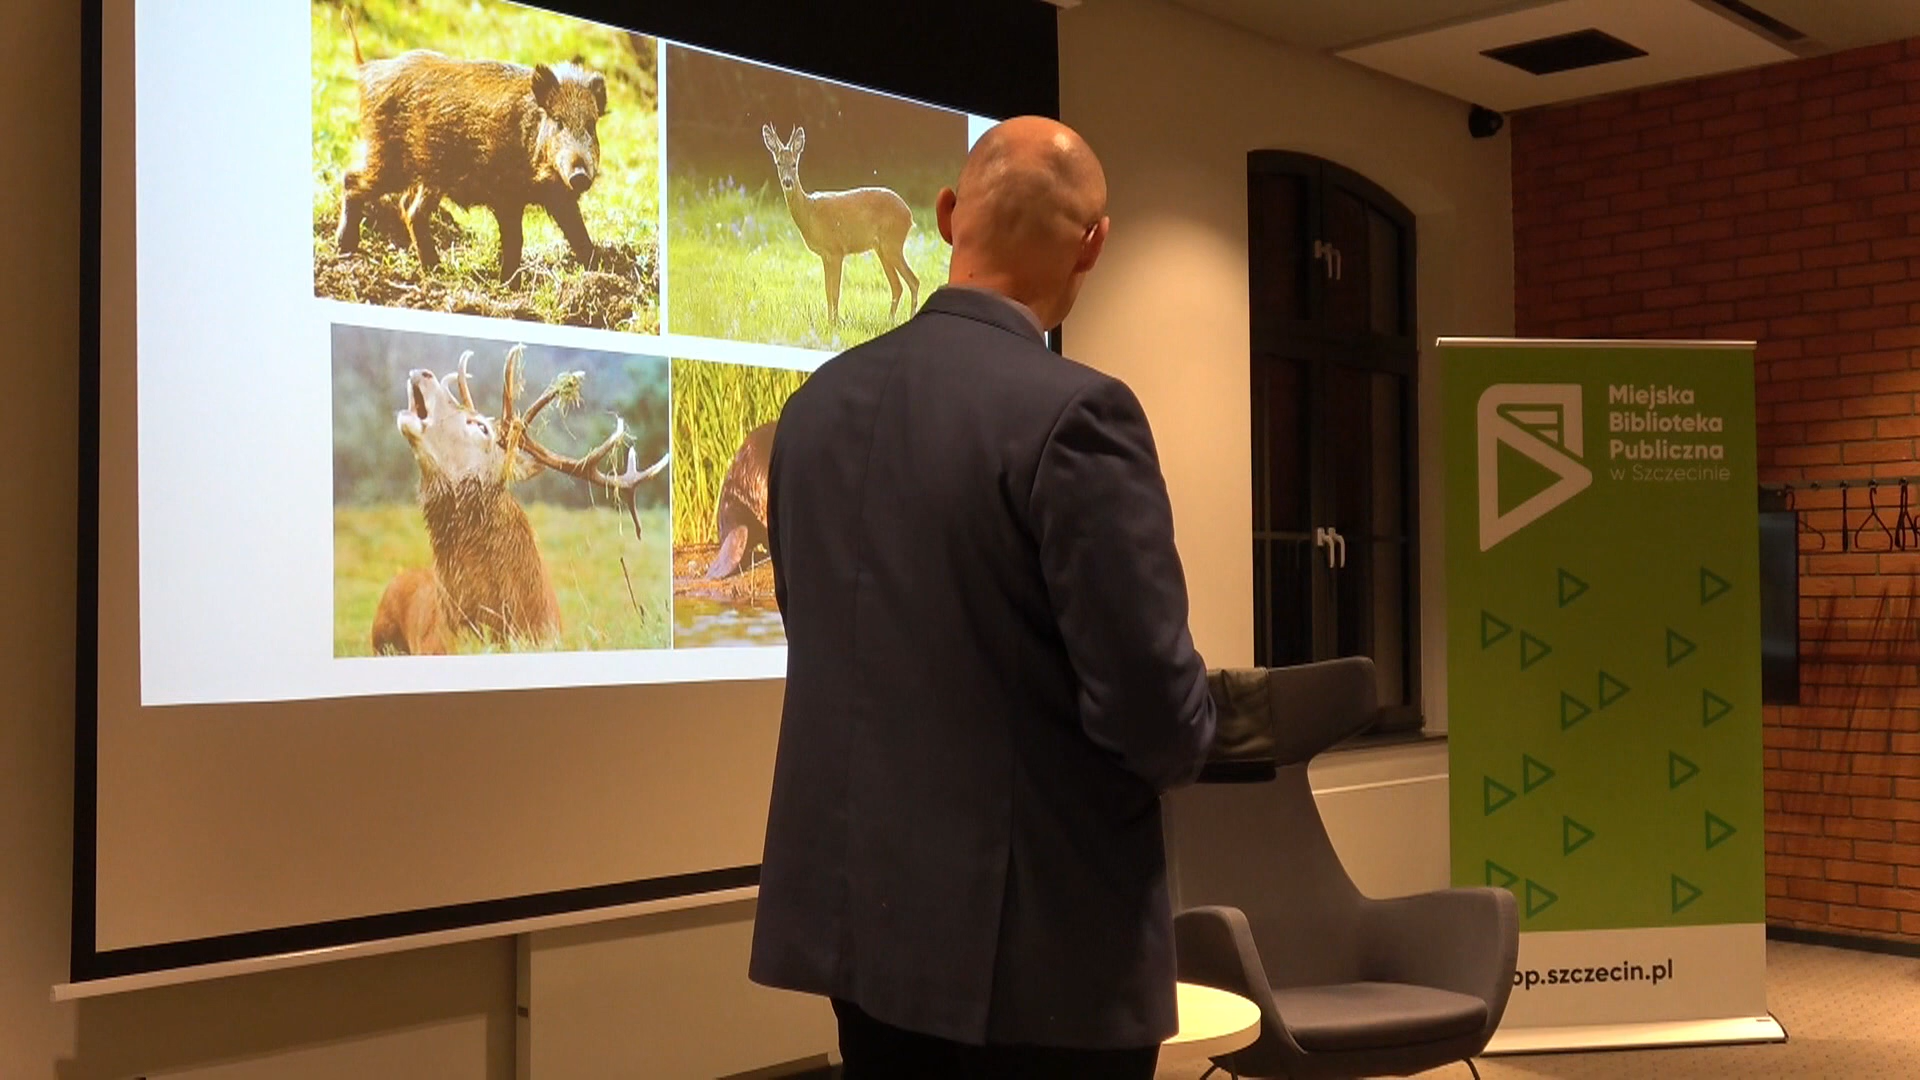 Miejska
Biblioteka
Publiczna
w Szczecinie
op.szczecin.pl